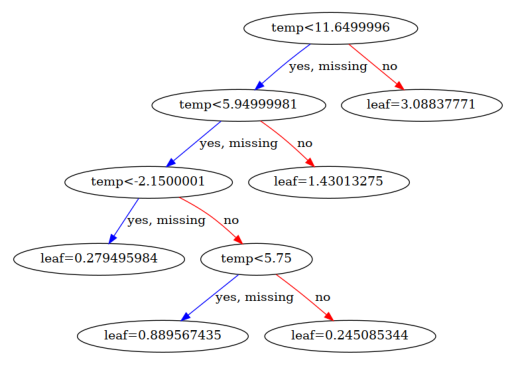 temp<11.6499996
yes, missing
no
temp<5.94999981
leaf=3.08837771
yes, missing
no
temp<-2.1500001
leaf=1.43013275
yes, missing
no
leaf=0.279495984
temp<5.75
yes, missing
no
leaf=0.889567435
leaf=0.245085344